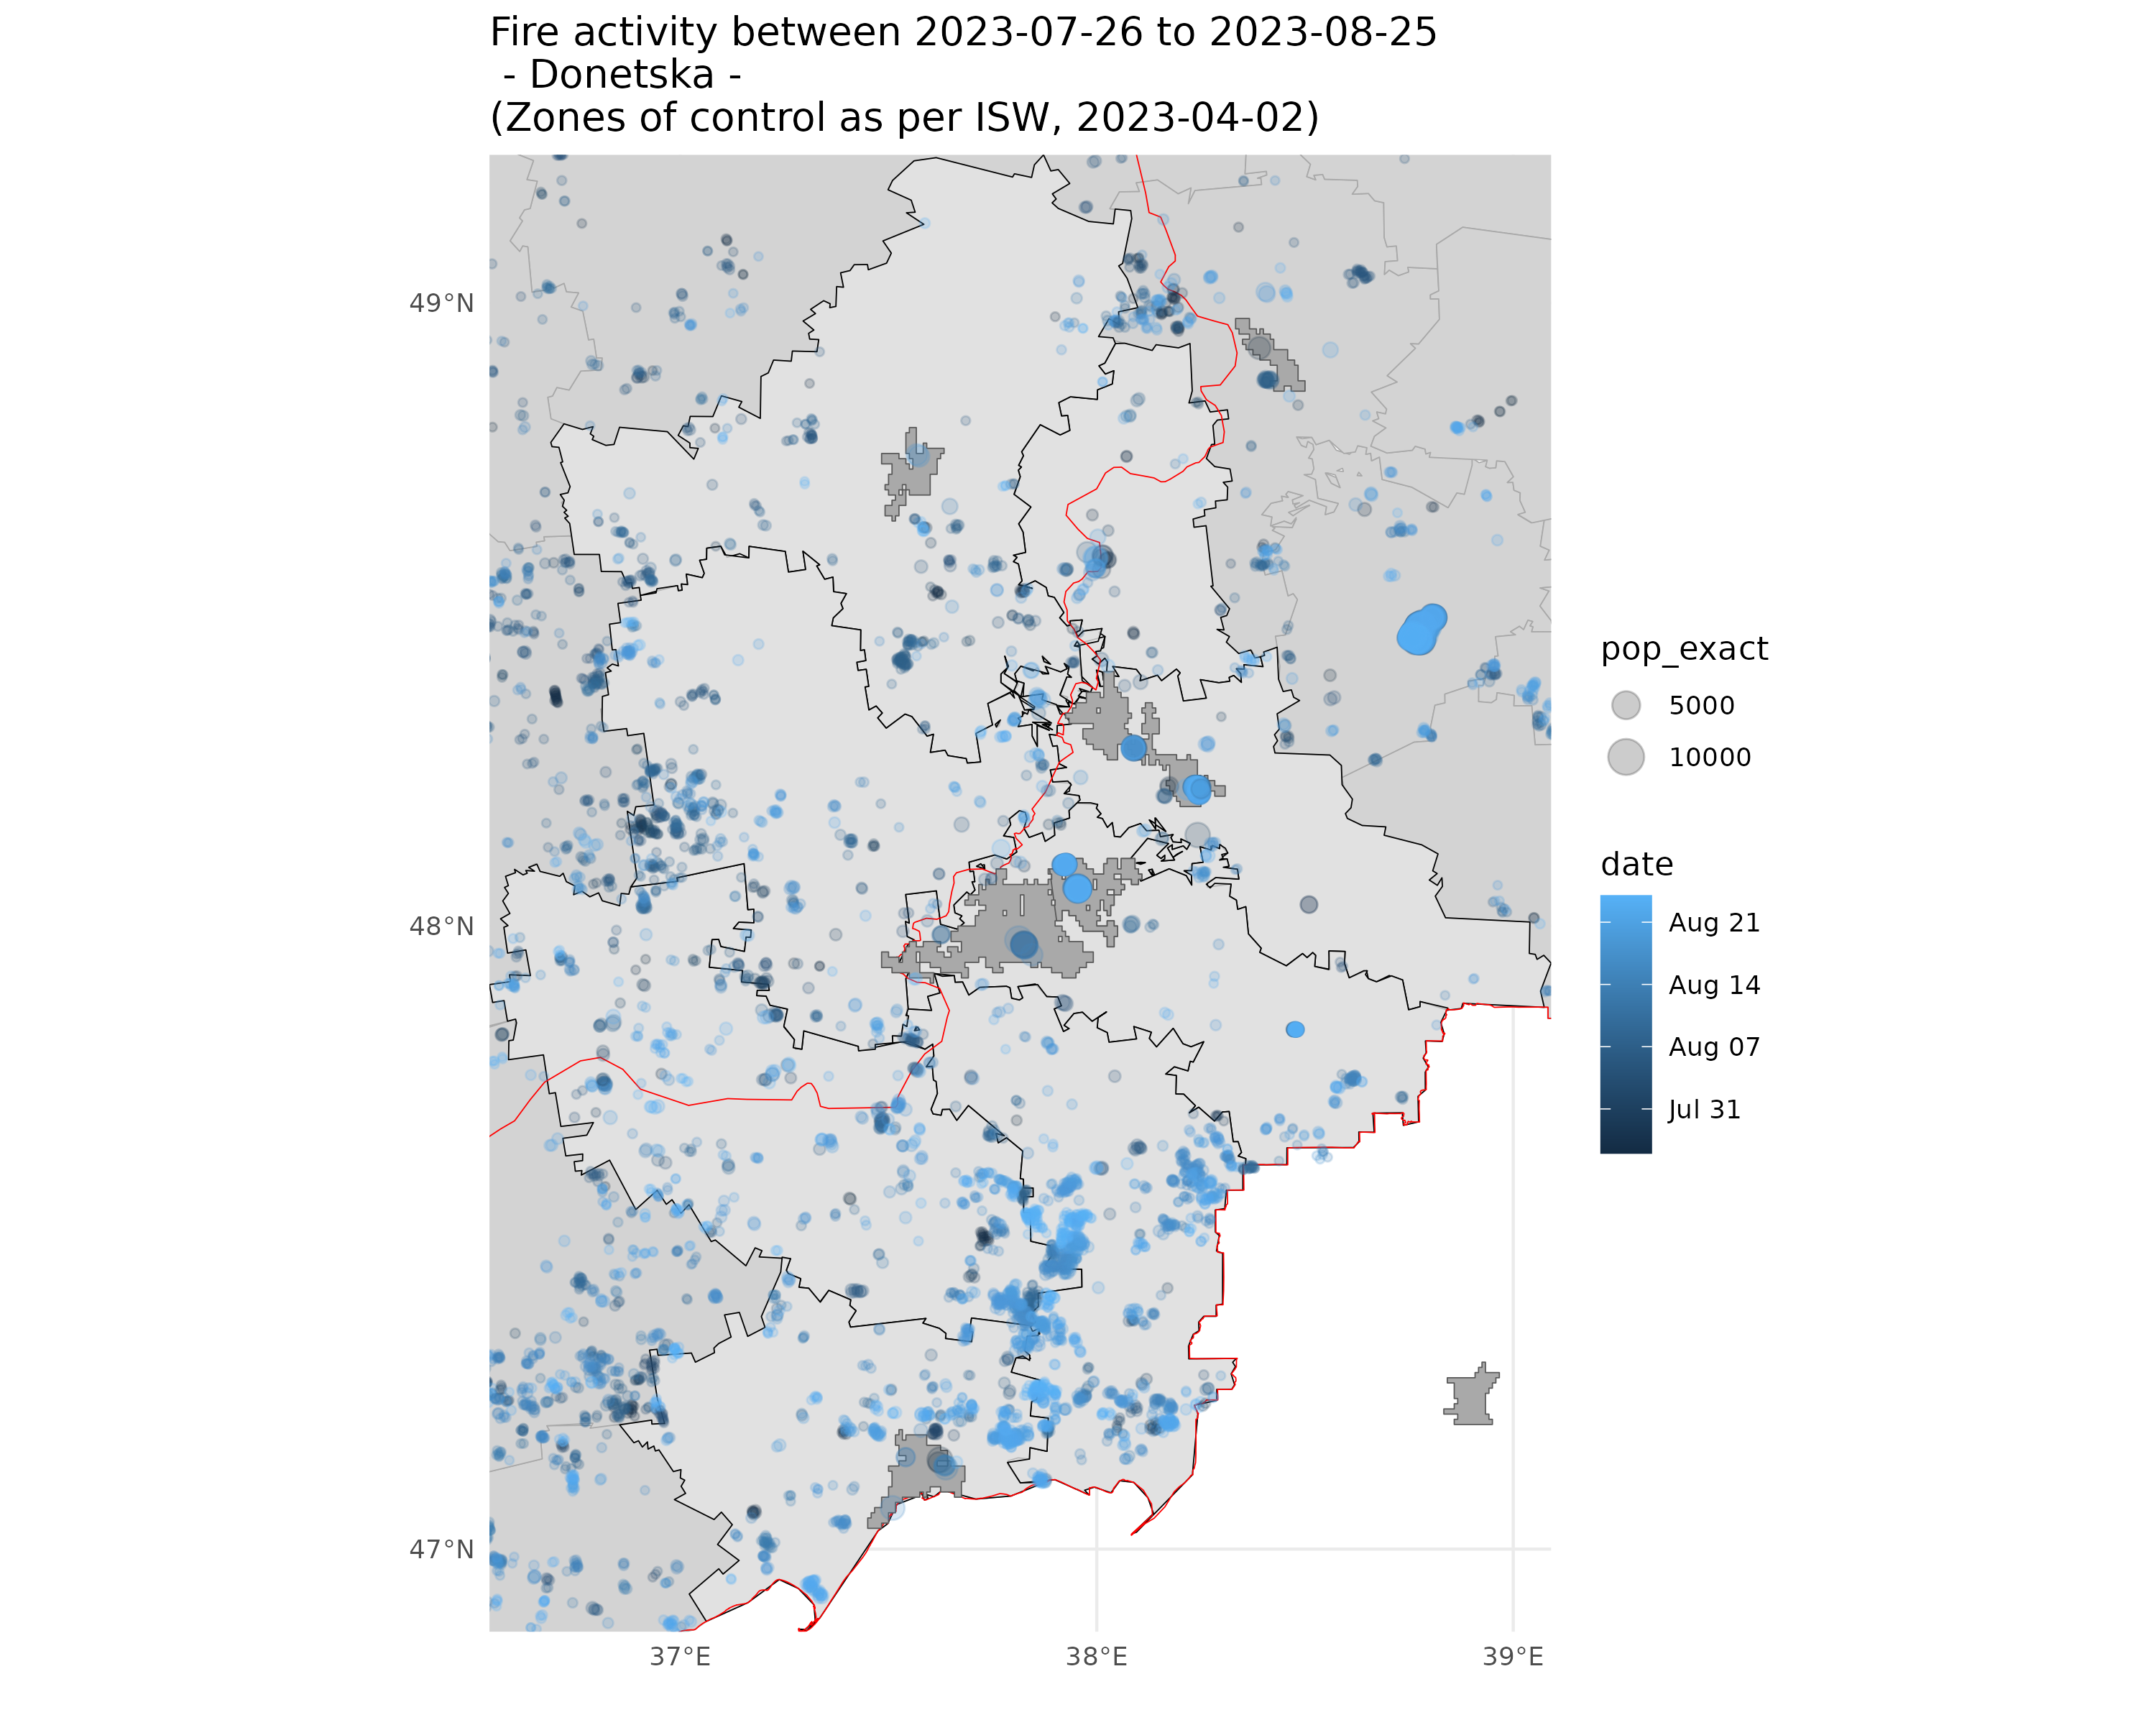 Fire activity between 2023-07-26 to 2023-08-25
- Donetska -
(Zones of control as per ISW, 2023-04-02)
49°N
48°N
47°N
37°E
38°E
39°E
pop_exact
5000
10000
date
Aug 21
Aug 14
Aug 07
Jul 31